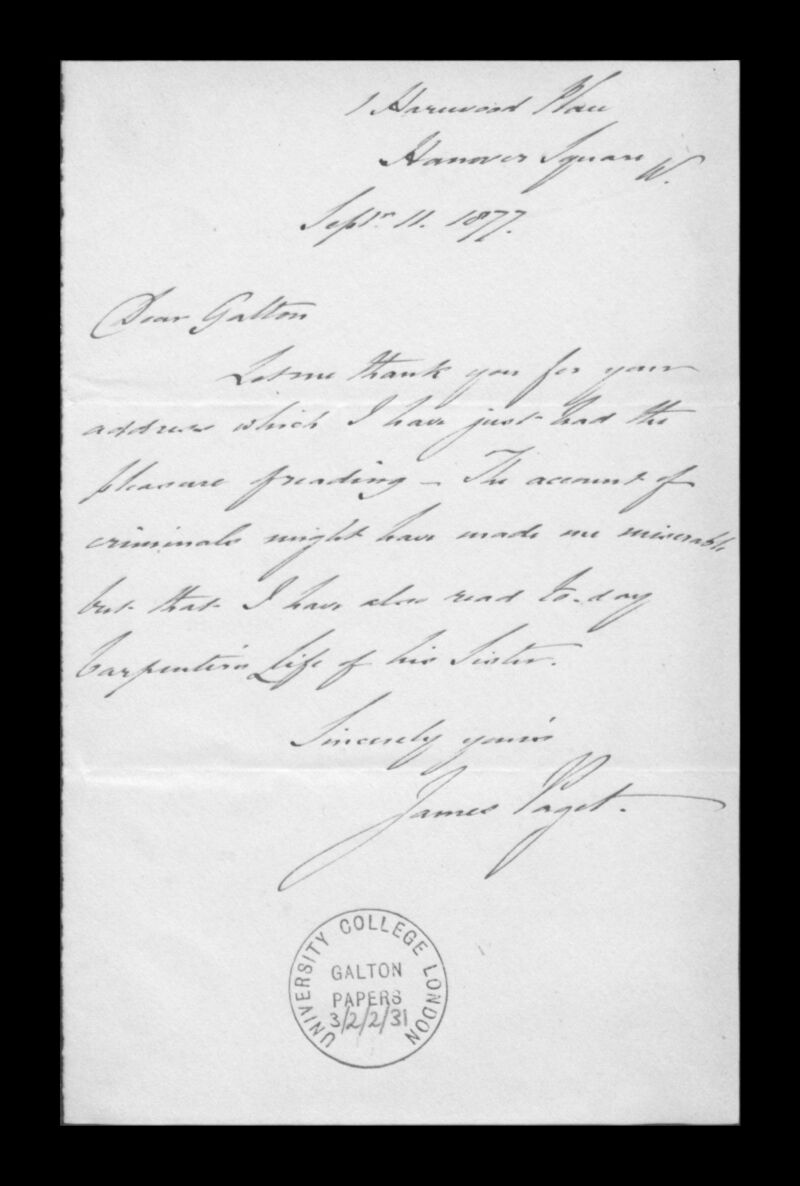 1 Harewood Place
Hanover Square W.
Septr. 11. 1877.
Dear Galton
Let me thank you for your
address which I have just had the
pleasure of reading – The account of
criminals might have made me miserable
but that I have also read to-day
Carpenter's Life of his Sister.
Sincerely your's
James Paget.
UNIVERSITY COLLEGE LONDON
GALTON
PAPERS
3/2/2/31